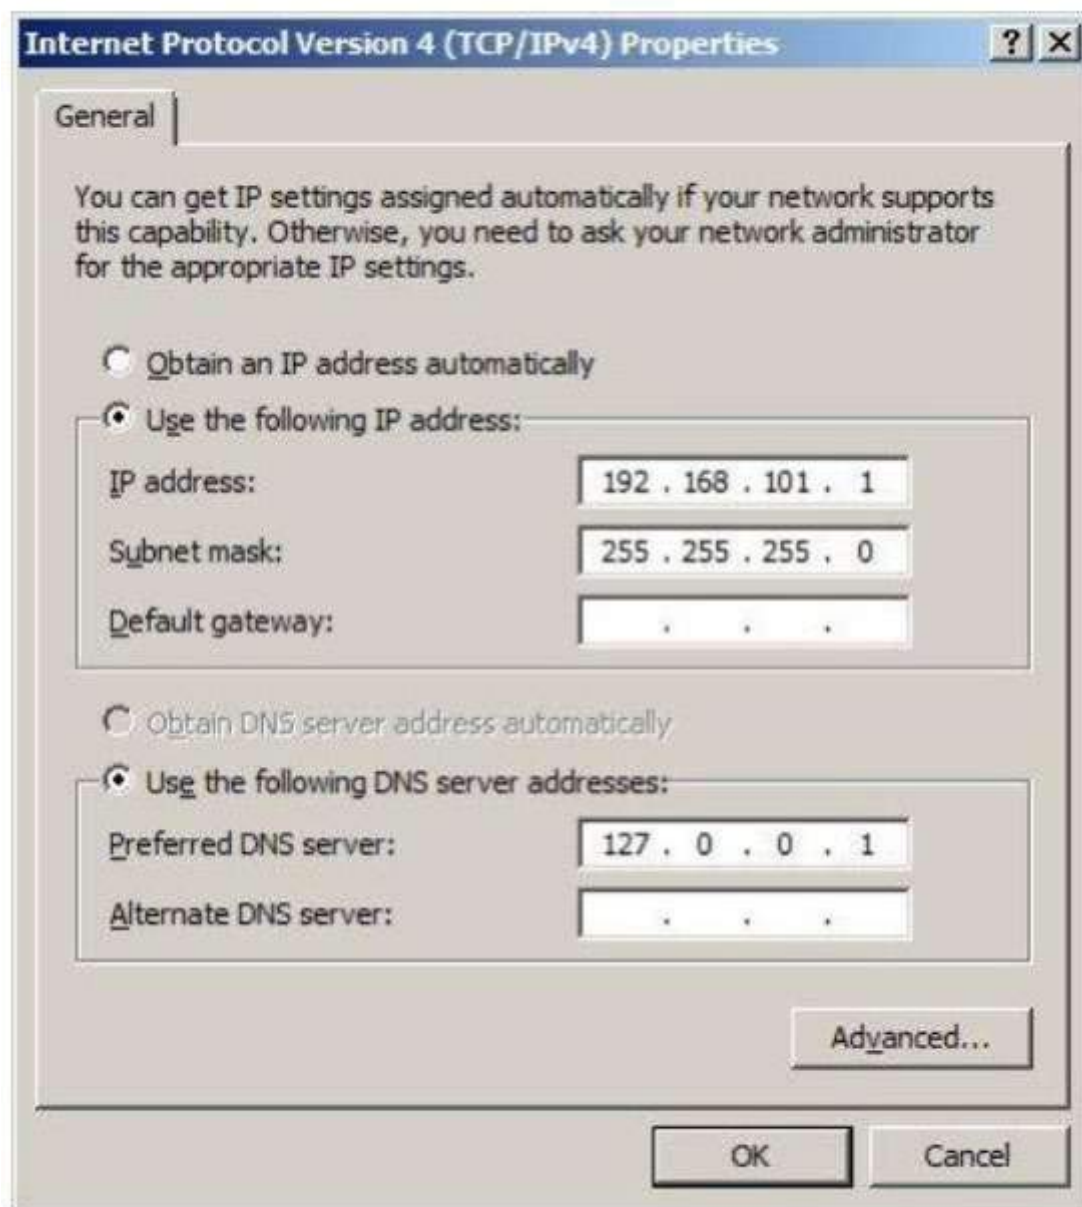 Internet Protocol Version 4 (TCP/IPv4) Properties
General
You can get IP settings assigned automatically if your network supports
this capability. Otherwise, you need to ask your network administrator
for the appropriate IP settings.
Obtain an IP address automatically
Use the following IP address:
IP address: 192 . 168 . 101 . 1
Subnet mask: 255 . 255 . 255 . 0
Default gateway: . . .
Obtain DNS server address automatically
Use the following DNS server addresses:
Preferred DNS server: 127 . 0 . 0 . 1
Alternate DNS server: . . .
Advanced...
OK Cancel